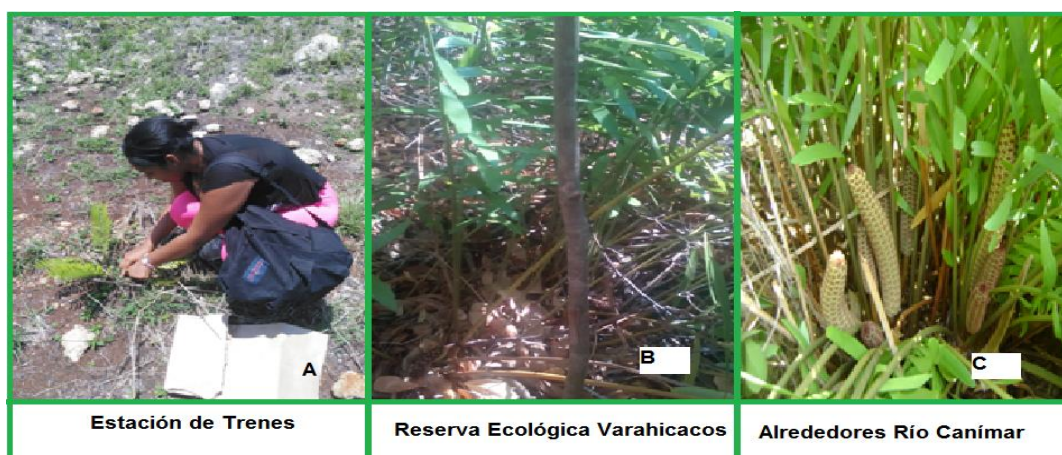 A
B
C
Estación de Trenes
Reserva Ecológica Varahicacos
Alrededores Río Canímar